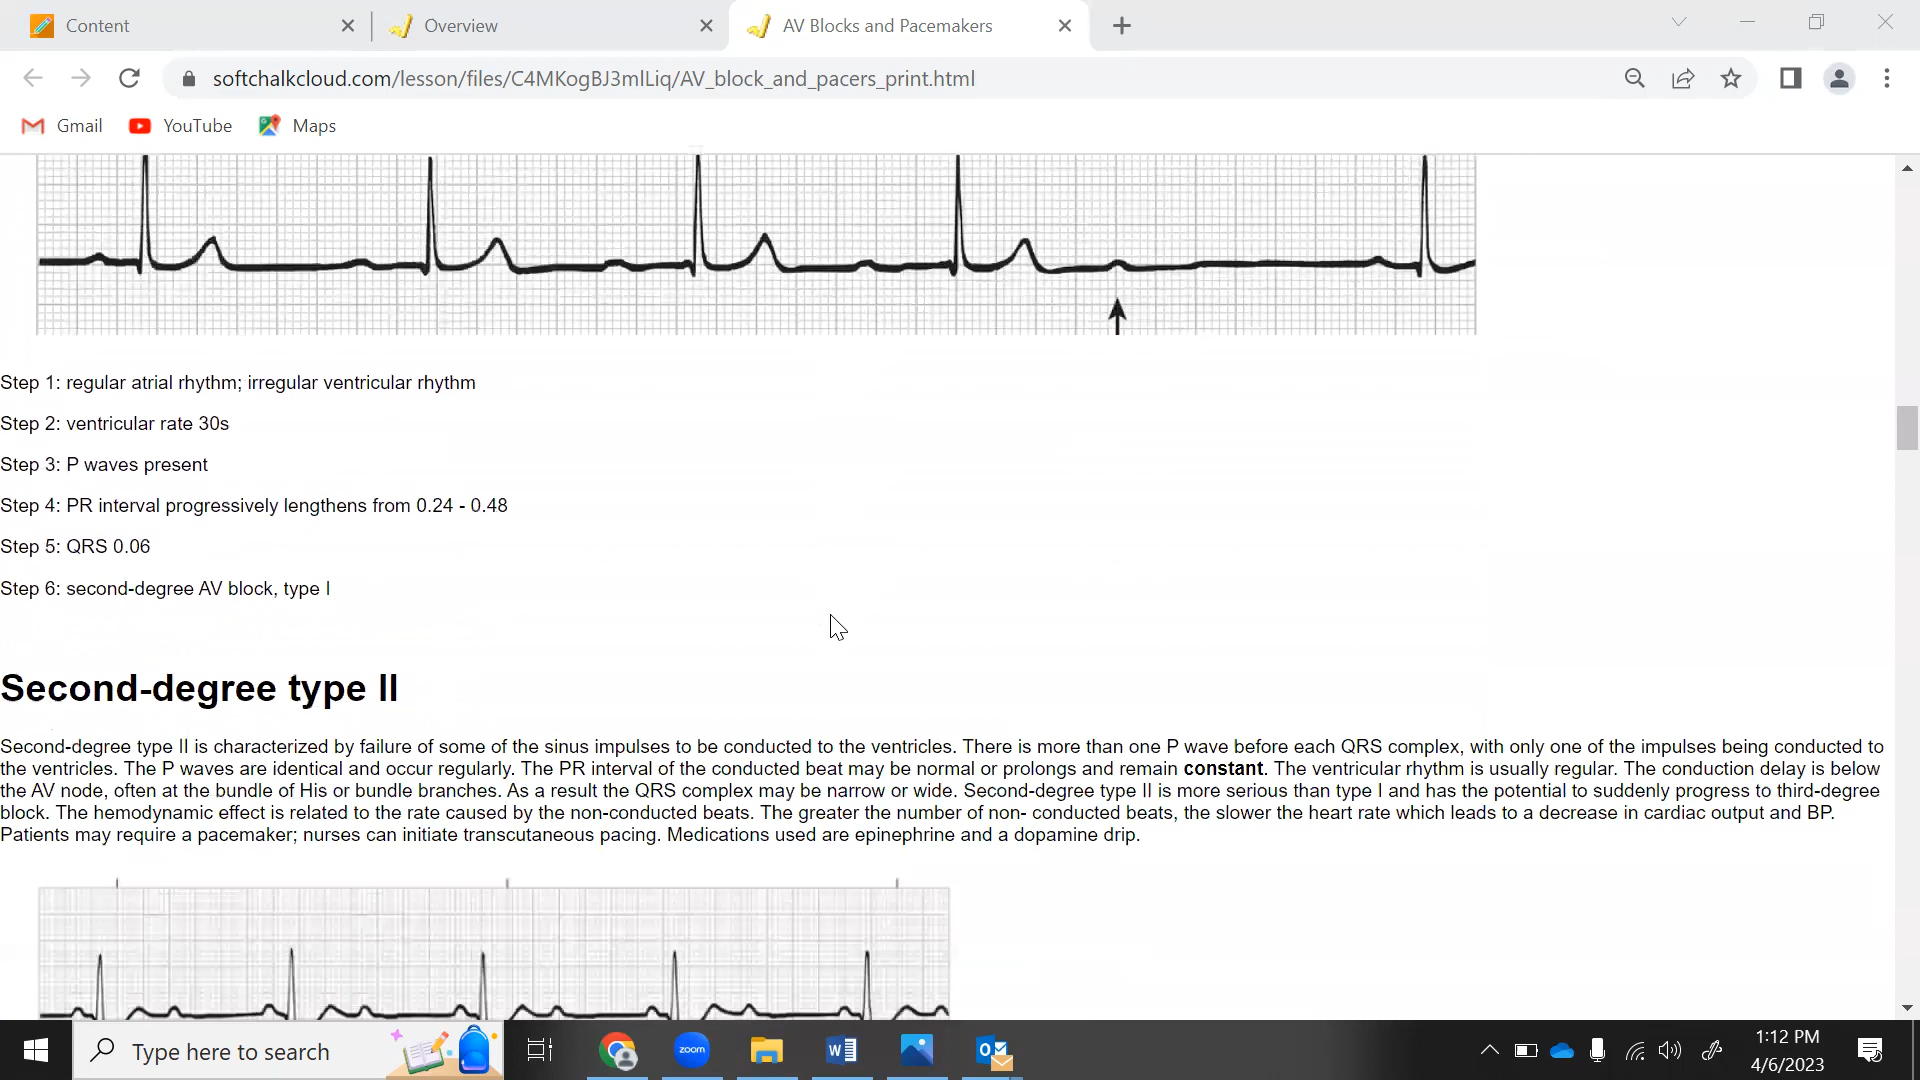 Content
Overview
AV Blocks and Pacemakers
softchalkcloud.com/lesson/files/C4MKogBJ3mlLiq/AV_block_and_pacers_print.html
Gmail YouTube Maps
Step 1: regular atrial rhythm; irregular ventricular rhythm
Step 2: ventricular rate 30s
Step 3: P waves present
Step 4: PR interval progressively lengthens from 0.24 - 0.48
Step 5: QRS 0.06
Step 6: second-degree AV block, type I
Second-degree type II
Second-degree type II is characterized by failure of some of the sinus impulses to be conducted to the ventricles. There is more than one P wave before each QRS complex, with only one of the impulses being conducted to
the ventricles. The P waves are identical and occur regularly. The PR interval of the conducted beat may be normal or prolongs and remain constant. The ventricular rhythm is usually regular. The conduction delay is below
the AV node, often at the bundle of His or bundle branches. As a result the QRS complex may be narrow or wide. Second-degree type II is more serious than type I and has the potential to suddenly progress to third-degree
block. The hemodynamic effect is related to the rate caused by the non-conducted beats. The greater the number of non- conducted beats, the slower the heart rate which leads to a decrease in cardiac output and BP.
Patients may require a pacemaker; nurses can initiate transcutaneous pacing. Medications used are epinephrine and a dopamine drip.
Type here to search
zoom
W
O
1:12 PM
4/6/2023